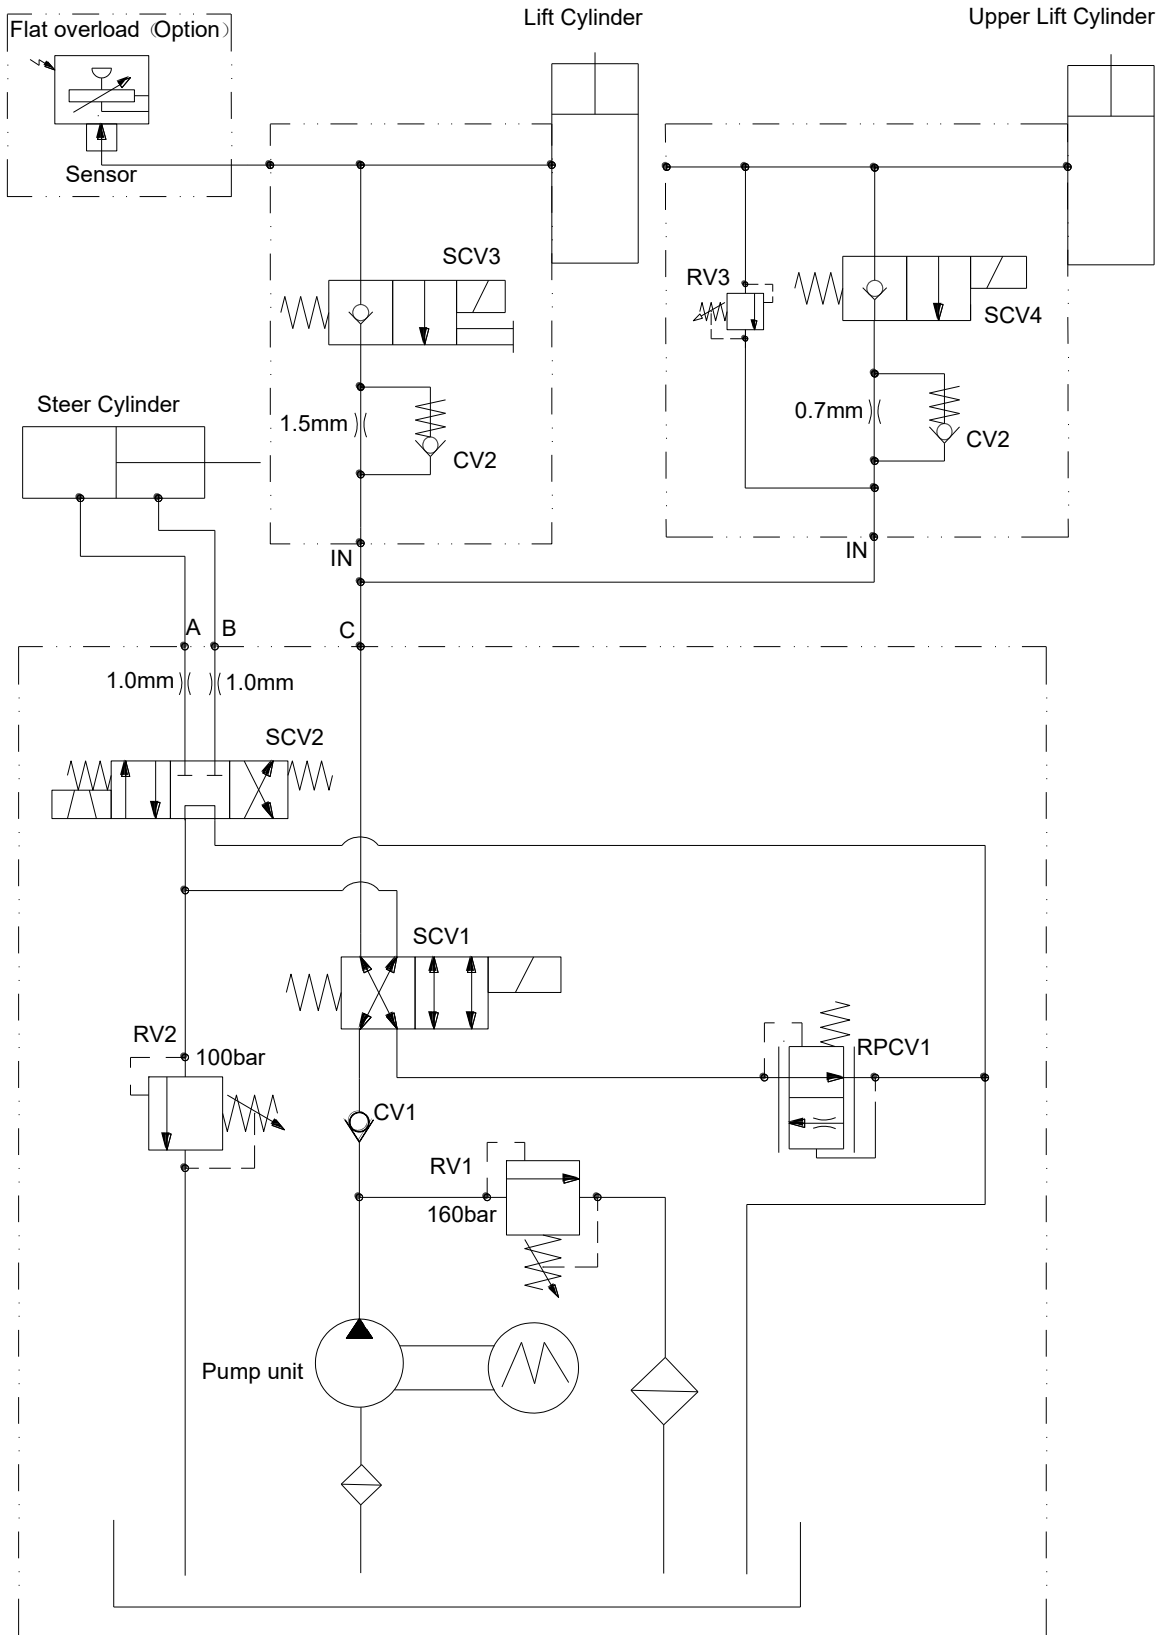 Lift Cylinder
Upper Lift Cylinder
Flat overload（Option）
Sensor
SCV3
RV3
SCV4
Steer Cylinder
1.5mm
CV2
0.7mm
CV2
IN
IN
A
B
C
1.0mm
1.0mm
SCV2
SCV1
RV2
100bar
RPCV1
CV1
RV1
160bar
Pump unit